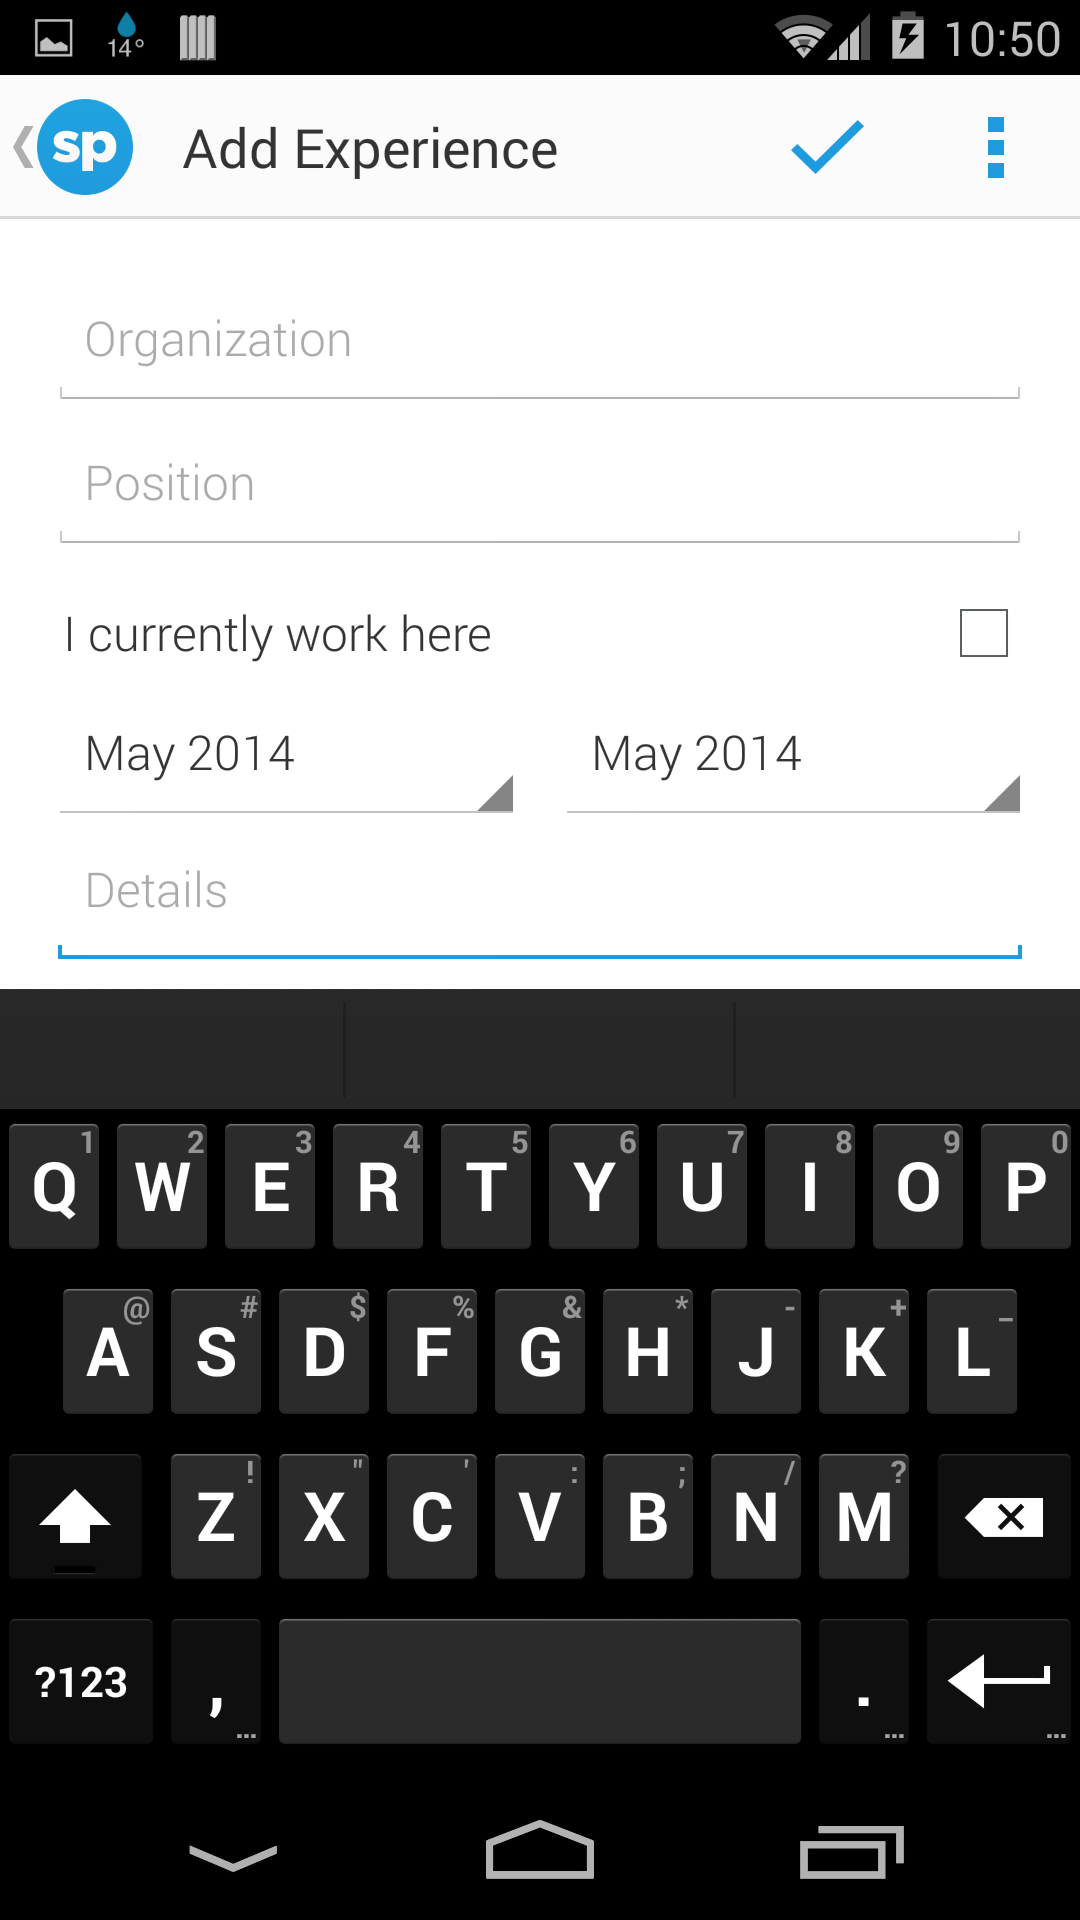 14° 10:50
sp Add Experience
Organization
Position
I currently work here
May 2014 May 2014
Details
1 2 3 4 5 6 7 8 9 0
Q W E R T Y U I O P
@ # $ % & * - + _
A S D F G H J K L
! " ' : ; / ?
Z X C V B N M
?123 , ... . ... ...